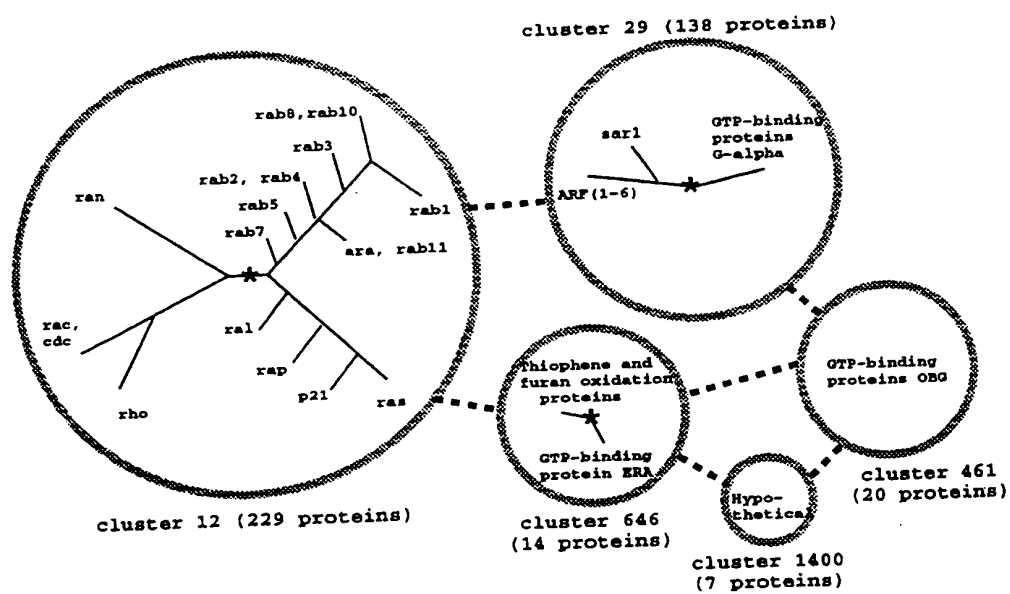 cluster 29 (138 proteins)
rab8,rab10
rab3
rab2, rab4
rab5
rab7
ran
rab1
ara, rab11
rac,
cdc
rho
ral
rap
p21
ras
cluster 12 (229 proteins)
sar1
GTP-binding
proteins
G-alpha
ARF(1-6)
Thiophene and
furan oxidation
proteins
GTP-binding
protein ERA
cluster 646
(14 proteins)
GTP-binding
proteins OBG
cluster 461
(20 proteins)
Hypo-
thetical
cluster 1400
(7 proteins)